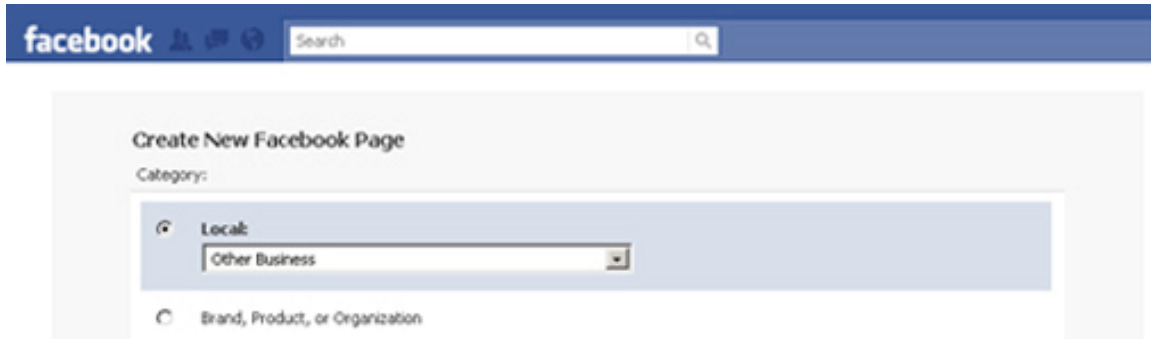 facebook Search
Create New Facebook Page
Category:
Local:
Other Business
Brand, Product, or Organization